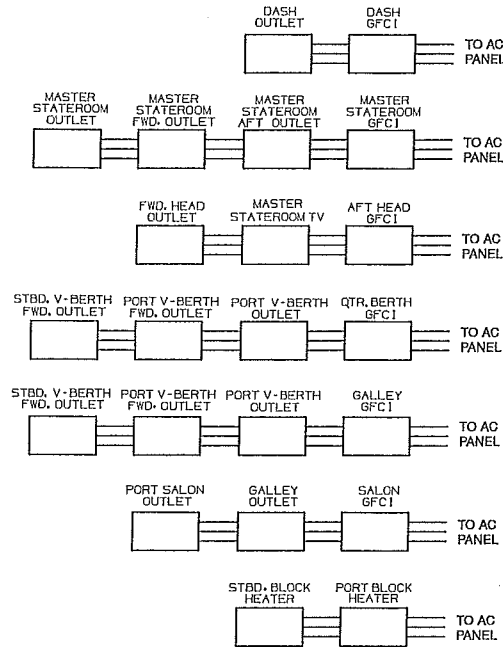 DASH OUTLET
DASH GFCI
TO AC PANEL
MASTER STATEROOM OUTLET
MASTER STATEROOM FWD. OUTLET
MASTER STATEROOM AFT OUTLET
MASTER STATEROOM GFCI
TO AC PANEL
FWD. HEAD OUTLET
MASTER STATEROOM TV
AFT HEAD GFCI
TO AC PANEL
STBD. V-BERTH FWD. OUTLET
PORT V-BERTH FWD. OUTLET
PORT V-BERTH OUTLET
QTR. BERTH GFCI
TO AC PANEL
STBD. V-BERTH FWD. OUTLET
PORT V-BERTH FWD. OUTLET
PORT V-BERTH OUTLET
GALLEY GFCI
TO AC PANEL
PORT SALON OUTLET
GALLEY OUTLET
SALON GFCI
TO AC PANEL
STBD. BLOCK HEATER
PORT BLOCK HEATER
TO AC PANEL